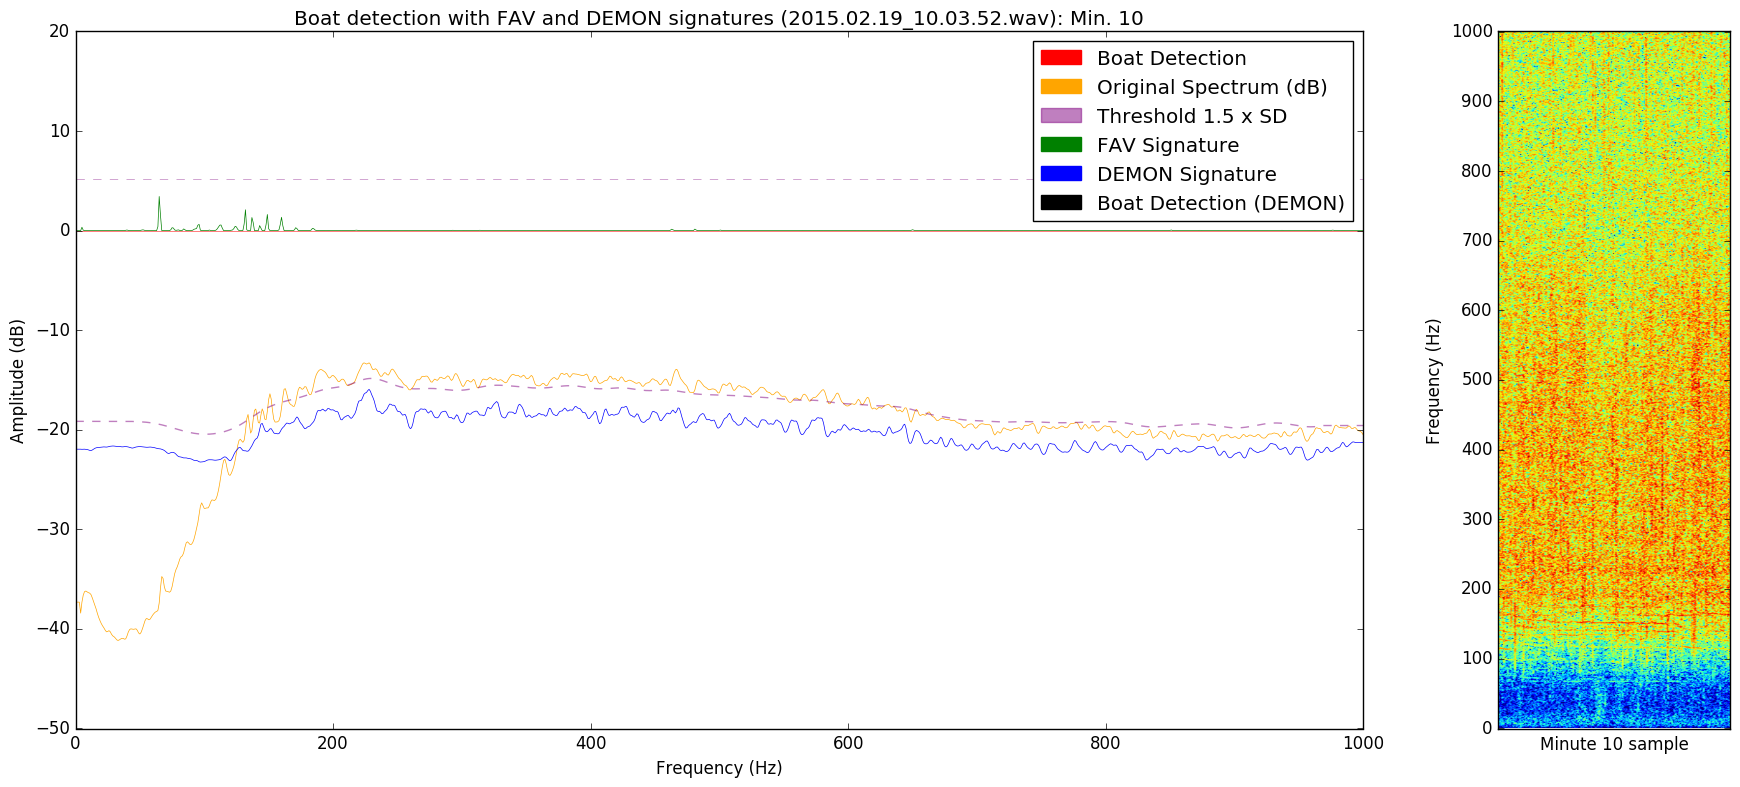 Boat detection with FAV and DEMON signatures (2015.02.19_10.03.52.wav): Min. 10
20
10
0
−10
−20
−30
−40
−50
Amplitude (dB)
0
200
400
600
800
1000
Frequency (Hz)
Boat Detection
Original Spectrum (dB)
Threshold 1.5 x SD
FAV Signature
DEMON Signature
Boat Detection (DEMON)
1000
900
800
700
600
500
400
300
200
100
0
Frequency (Hz)
Minute 10 sample